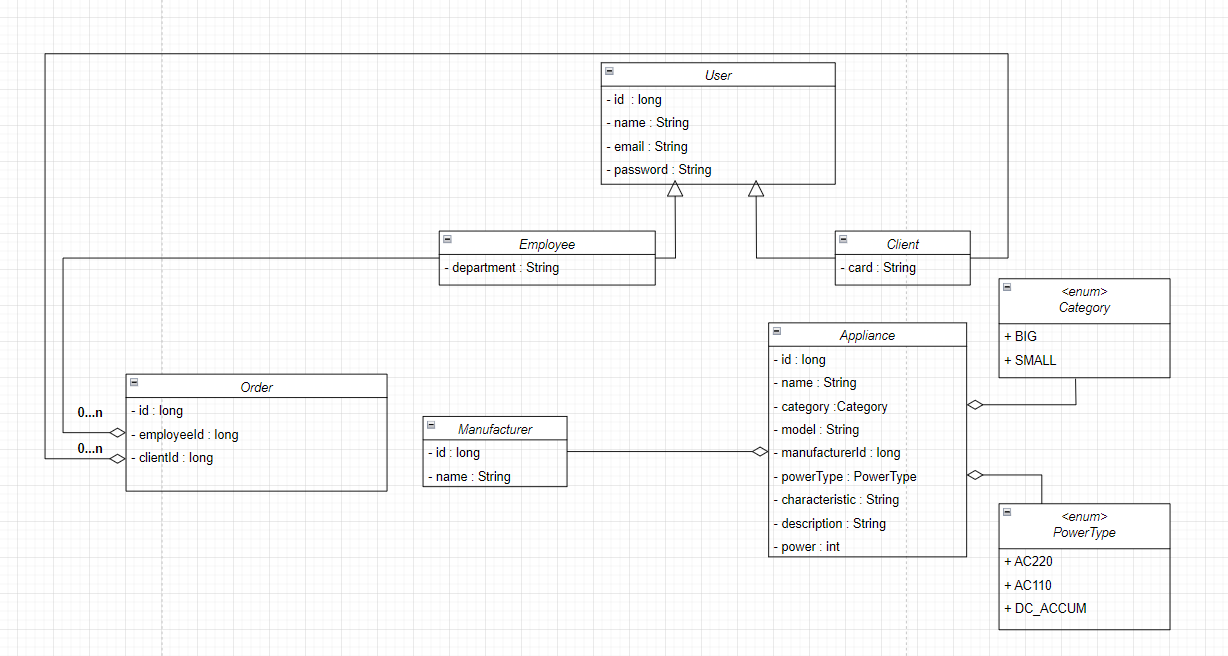 User
- id : long
- name : String
- email : String
- password : String
Employee
- department : String
Client
- card : String
<enum>
Category
+ BIG
+ SMALL
Appliance
- id : long
- name : String
- category :Category
- model : String
- manufacturerId : long
- powerType : PowerType
- characteristic : String
- description : String
- power : int
Order
- id : long
- employeeId : long
- clientId : long
0...n
0...n
Manufacturer
- id : long
- name : String
<enum>
PowerType
+ AC220
+ AC110
+ DC_ACCUM